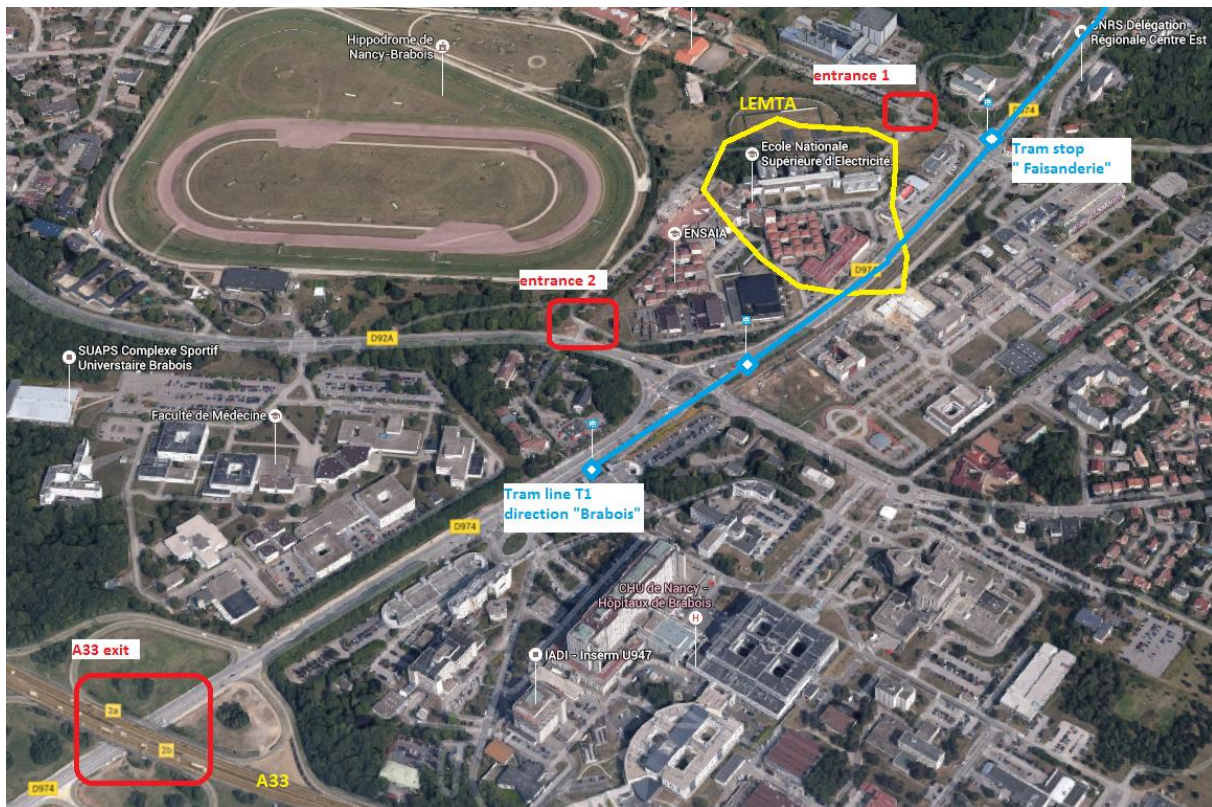 CNRS Délégation
Régionale Centre Est
Hippodrome de
Nancy-Brabois
entrance 1
LEMTA
D974
Ecole Nationale
Supérieure d'Electricité
Tram stop
" Faisanderie"
ENSAIA
D974
entrance 2
D92A
SUAPS Complexe Sportif
Universtaire Brabois
Faculté de Médecine
Tram line T1
direction "Brabois"
D974
CHU de Nancy -
Hôpitaux de Brabois
H
A33 exit
IADI - Inserm U947
2a
2b
A33
D974